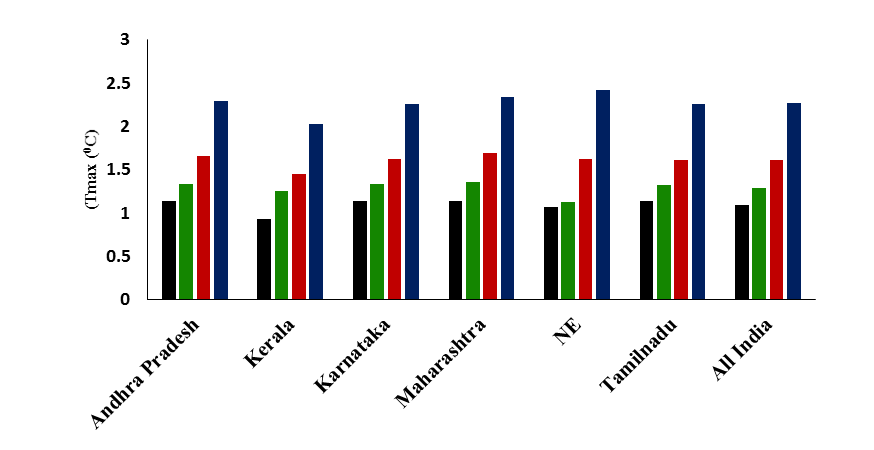 3
2.5
2
1.5
1
0.5
0
(Tmax (⁰C)
Andhra Pradesh
Kerala
Karnataka
Maharashtra
NE
Tamilnadu
All India